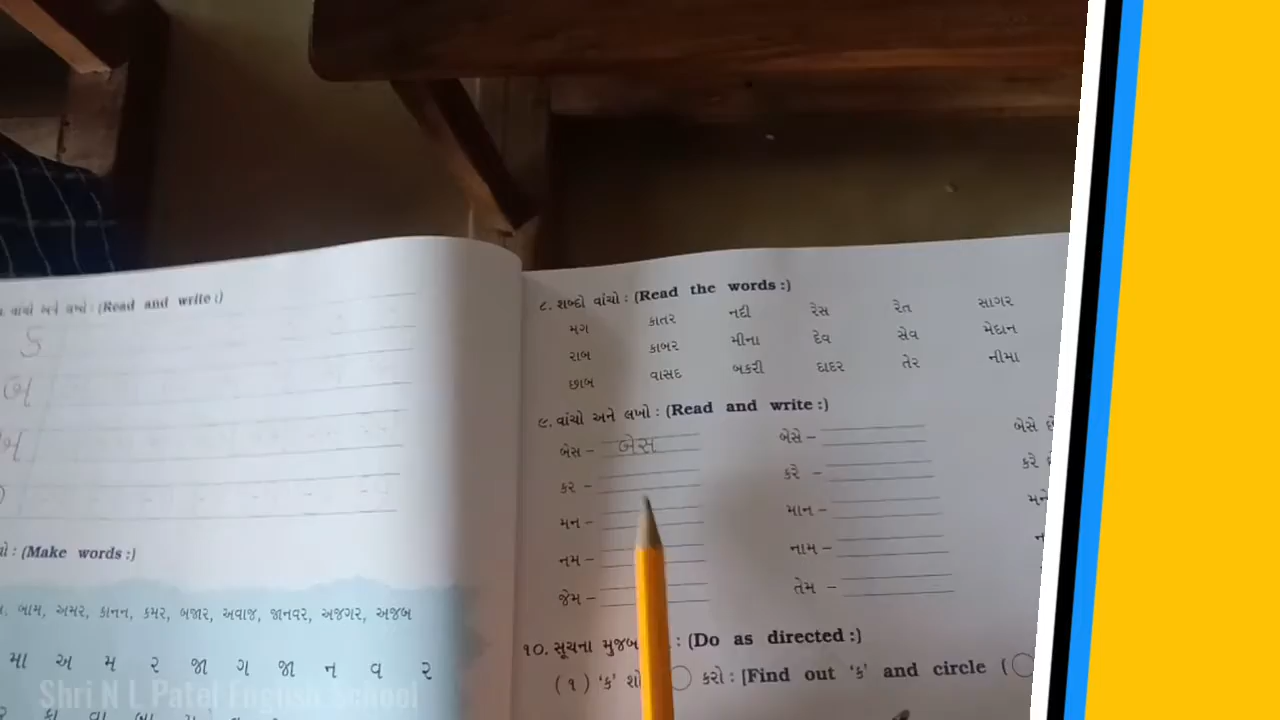 વાંચો અને લખો : (Read and write :)
ક
બ
(Make words :)
બામ, અમર, કાનન, કમર, બજાર, અવાજ, જાનવર, અજગર, અજબ
મા અ મ ર જા ગ જા ન વ ર
Shri N L Patel English School
૮. શબ્દો વાંચો : (Read the words :)
મગ કાતર નદી રેસ રેત સાગર
રાબ કાબર મીના દેવ સેવ મેદાન
છાબ વાસદ બકરી દાદર તેર નીમા
૯. વાંચો અને લખો : (Read and write :)
બેસ – બેસ બેસે – બેસે
કર – કરે – કરે
મન – માન –
નમ – નામ –
જેમ – તેમ –
૧૦. સૂચના મુજબ : (Do as directed :)
(૧) ‘ક’ કરો : [Find out ‘ક’ and circle (